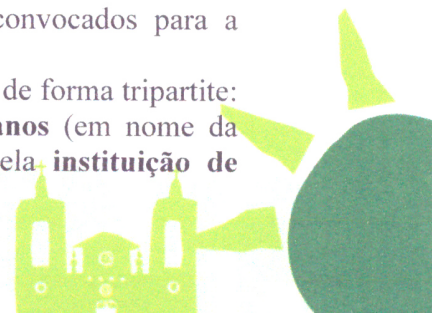 convocados para a
de forma tripartite:
anos (em nome da
ela instituição de